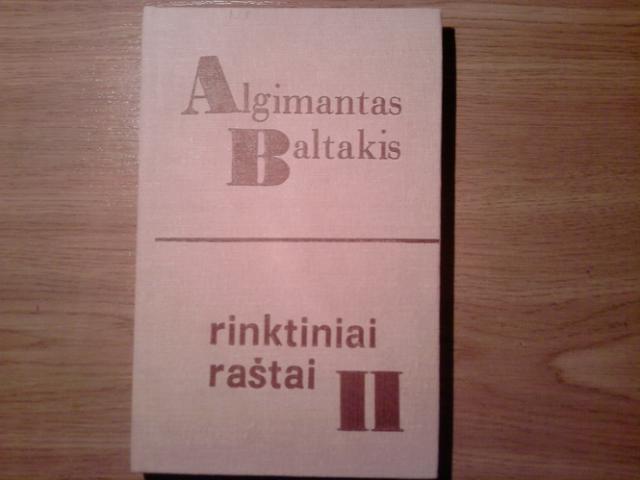 Algimantas
Baltakis
rinktiniai
raštai II